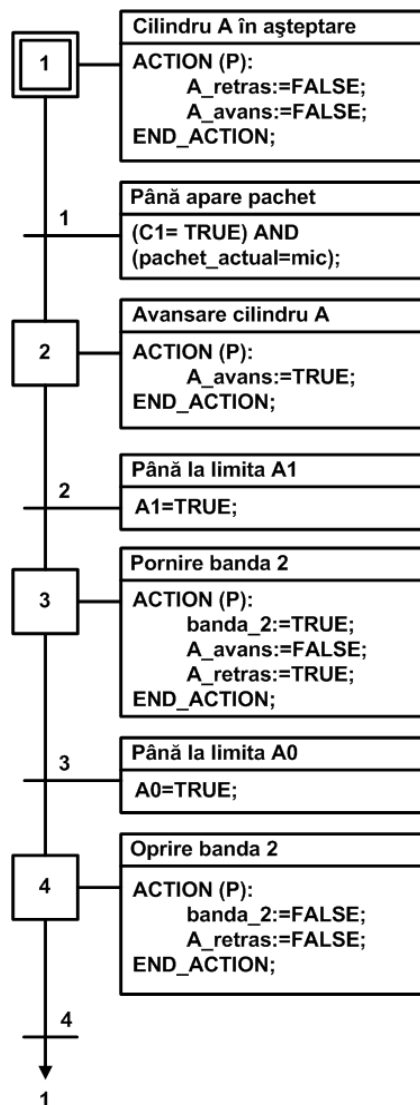 Cilindru A în aşteptare
1
ACTION (P):
A_retras:=FALSE;
A_avans:=FALSE;
END_ACTION;
Până apare pachet
1
(C1= TRUE) AND
(pachet_actual=mic);
Avansare cilindru A
2
ACTION (P):
A_avans:=TRUE;
END_ACTION;
Până la limita A1
2
A1=TRUE;
Pornire banda 2
3
ACTION (P):
banda_2:=TRUE;
A_avans:=FALSE;
A_retras:=TRUE;
END_ACTION;
Până la limita A0
3
A0=TRUE;
Oprire banda 2
4
ACTION (P):
banda_2:=FALSE;
A_retras:=FALSE;
END_ACTION;
4
1